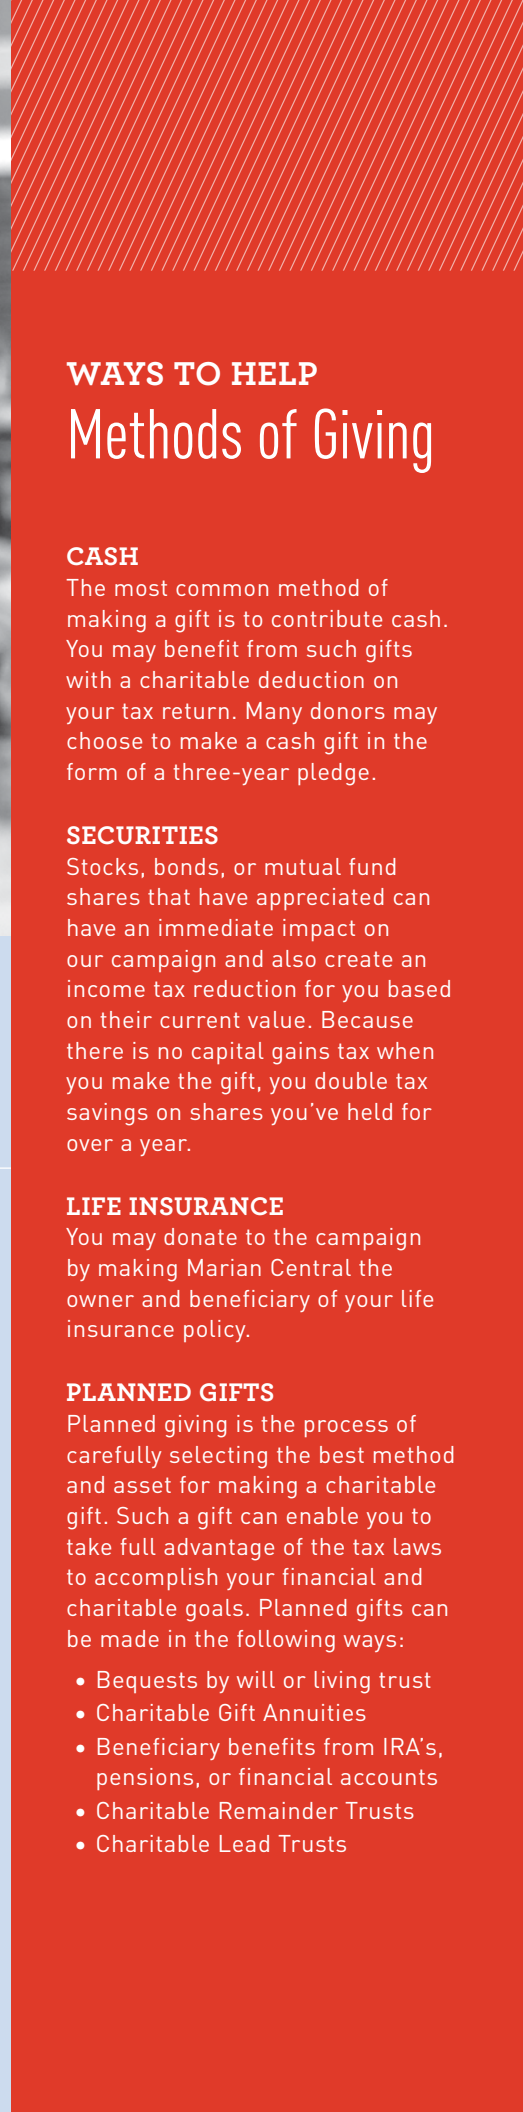 WAYS TO HELP
Methods of Giving
CASH
The most common method of
making a gift is to contribute cash.
You may benefit from such gifts
with a charitable deduction on
your tax return. Many donors may
choose to make a cash gift in the
form of a three-year pledge.
SECURITIES
Stocks, bonds, or mutual fund
shares that have appreciated can
have an immediate impact on
our campaign and also create an
income tax reduction for you based
on their current value. Because
there is no capital gains tax when
you make the gift, you double tax
savings on shares you’ve held for
over a year.
LIFE INSURANCE
You may donate to the campaign
by making Marian Central the
owner and beneficiary of your life
insurance policy.
PLANNED GIFTS
Planned giving is the process of
carefully selecting the best method
and asset for making a charitable
gift. Such a gift can enable you to
take full advantage of the tax laws
to accomplish your financial and
charitable goals. Planned gifts can
be made in the following ways:
• Bequests by will or living trust
• Charitable Gift Annuities
• Beneficiary benefits from IRA’s,
pensions, or financial accounts
• Charitable Remainder Trusts
• Charitable Lead Trusts